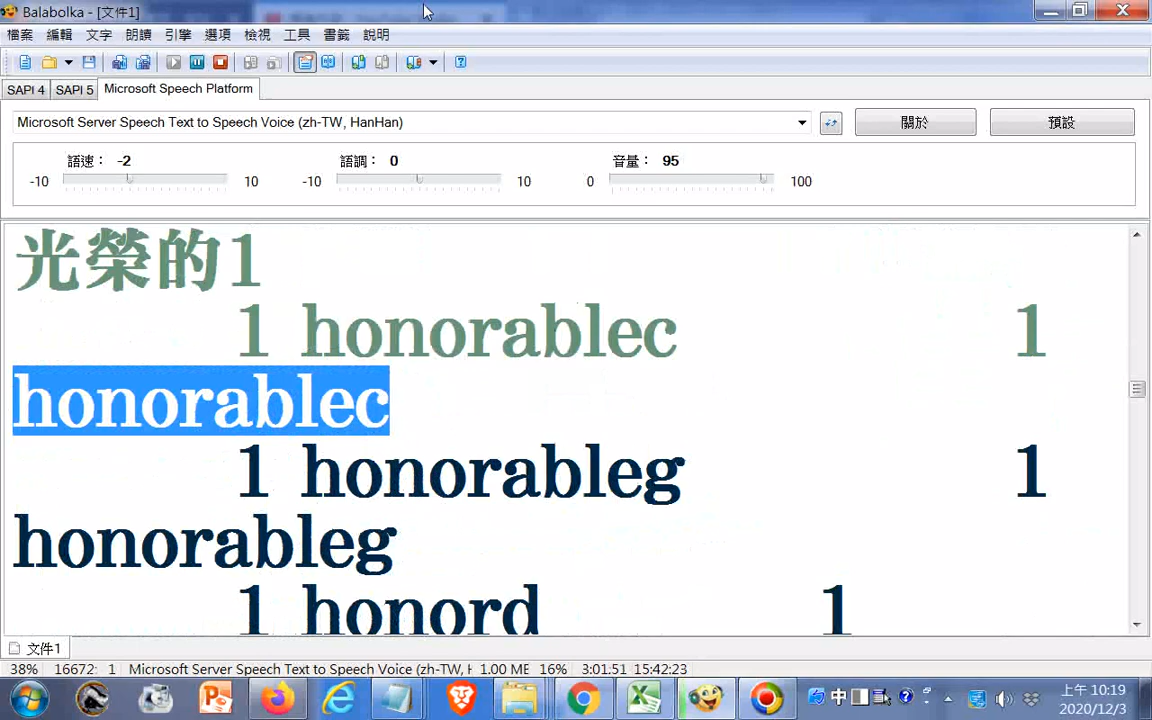 Balabolka - [文件1]
檔案 編輯 文字 朗讀 引擎 選項 檢視 工具 書籤 說明
SAPI 4 SAPI 5 Microsoft Speech Platform
Microsoft Server Speech Text to Speech Voice (zh-TW, HanHan) 關於 預設
語速： -2 語調： 0 音量： 95
-10 10 -10 10 0 100
光榮的1
1 honorablec 1
honorablec
1 honorableg 1
honorableg
1 honord 1
文件1
38% 16672: 1 Microsoft Server Speech Text to Speech Voice (zh-TW, 1.00 ME 16% 3:01:51 15:42:23
中
上午 10:19
2020/12/3